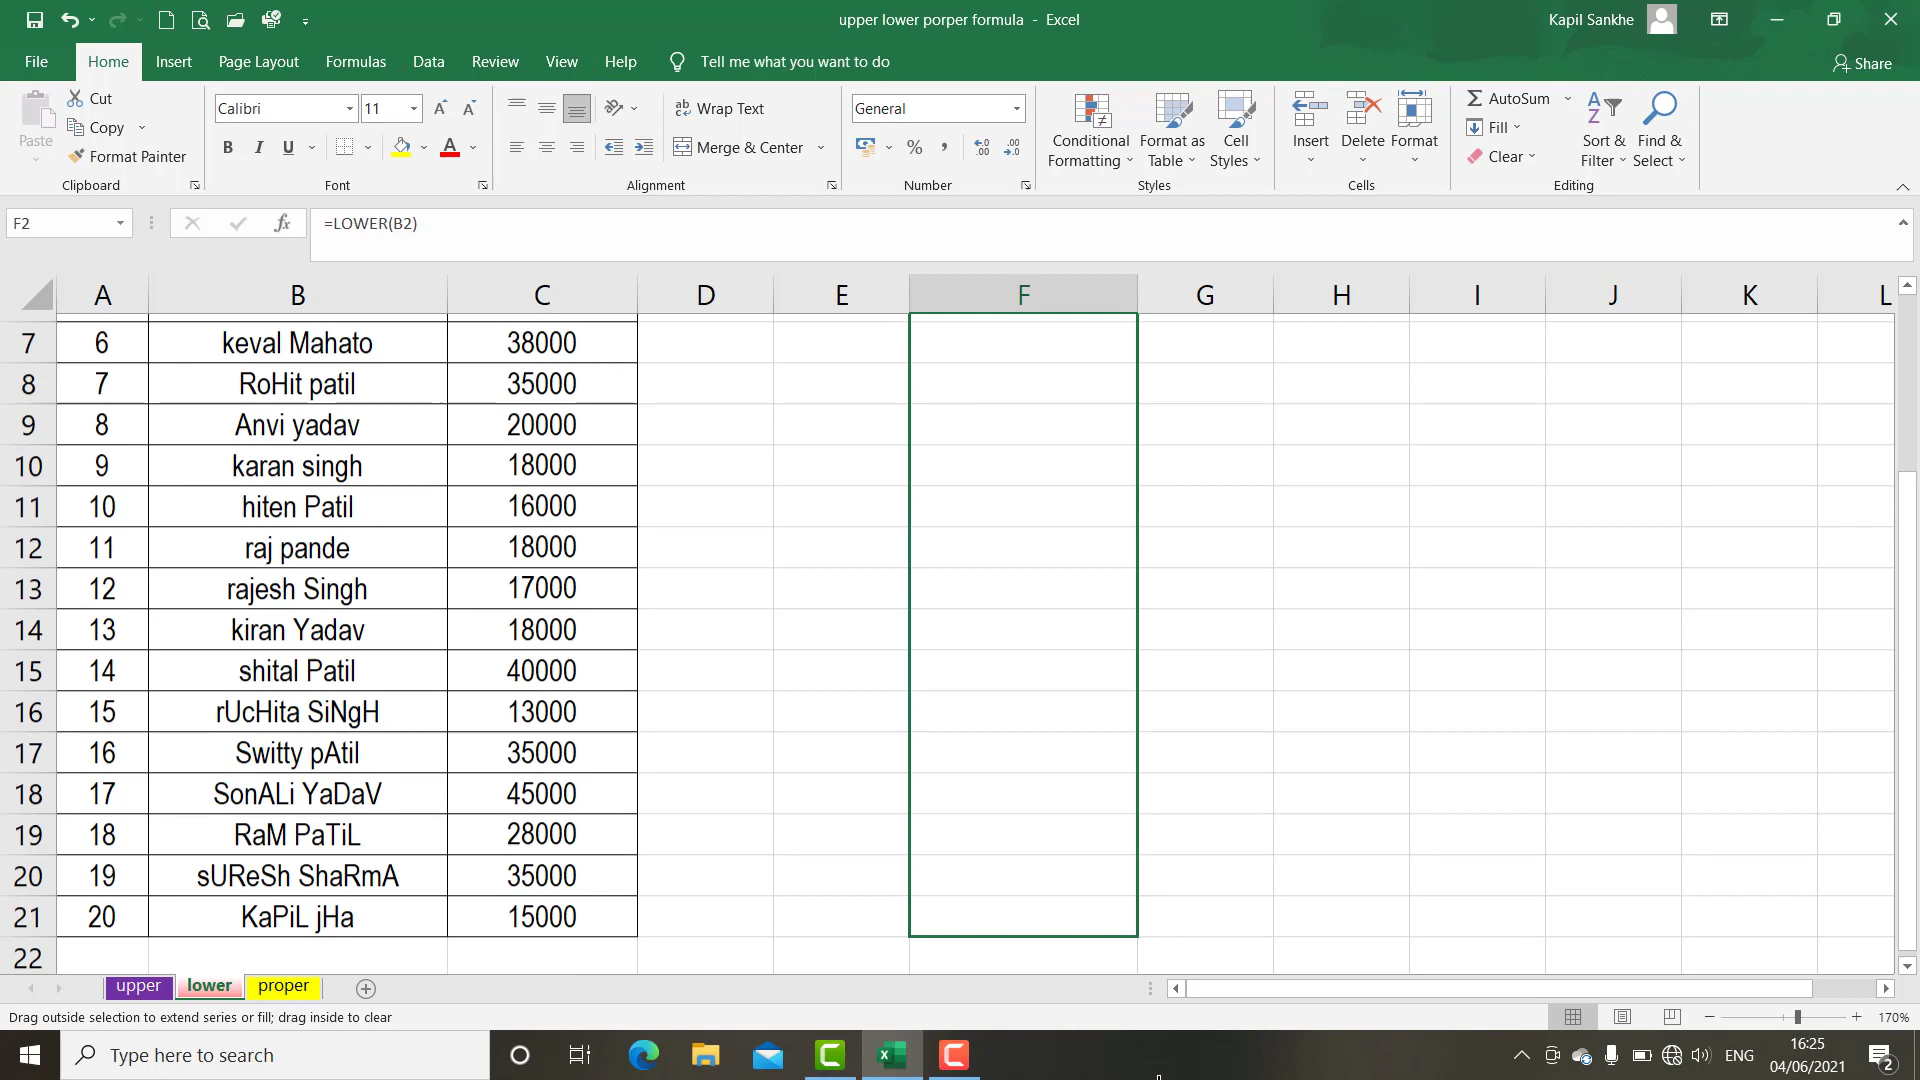 upper lower porper formula - Excel
Kapil Sankhe
File Home Insert Page Layout Formulas Data Review View Help Tell me what you want to do
Share
Paste
Cut
Copy
Format Painter
Clipboard
Calibri 11
A A
B I U A
Font
ab Wrap Text
Merge & Center
Alignment
General
% ,
Number
Conditional Formatting
Format as Table
Cell Styles
Styles
Insert Delete Format
Cells
AutoSum
Fill
Clear
Sort & Filter
Find & Select
Editing
F2 fx =LOWER(B2)
A B C D E F G H I J K L
7 6 keval Mahato 38000
8 7 RoHit patil 35000
9 8 Anvi yadav 20000
10 9 karan singh 18000
11 10 hiten Patil 16000
12 11 raj pande 18000
13 12 rajesh Singh 17000
14 13 kiran Yadav 18000
15 14 shital Patil 40000
16 15 rUcHita SiNgH 13000
17 16 Switty pAtil 35000
18 17 SonALi YaDaV 45000
19 18 RaM PaTiL 28000
20 19 sUReSh ShaRmA 35000
21 20 KaPiL jHa 15000
22
upper lower proper
Drag outside selection to extend series or fill; drag inside to clear
170%
Type here to search
ENG
16:25
04/06/2021
2